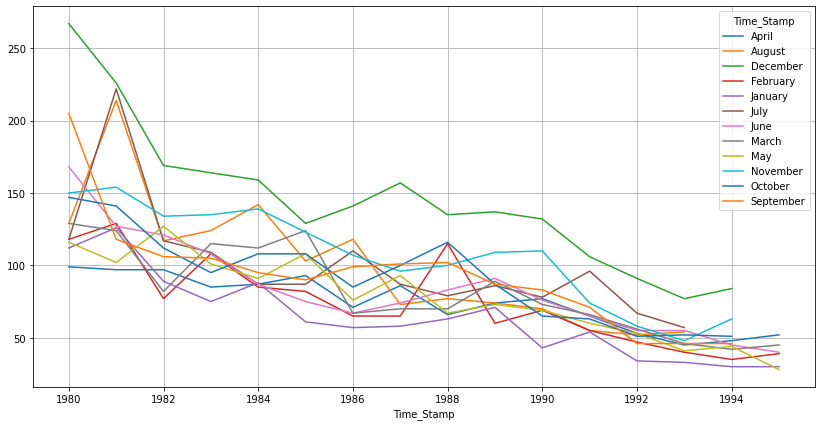 250
200
150
100
50
1980
1982
1984
1986
1988
1990
1992
1994
Time_Stamp
Time_Stamp
April
August
December
February
January
July
June
March
May
November
October
September